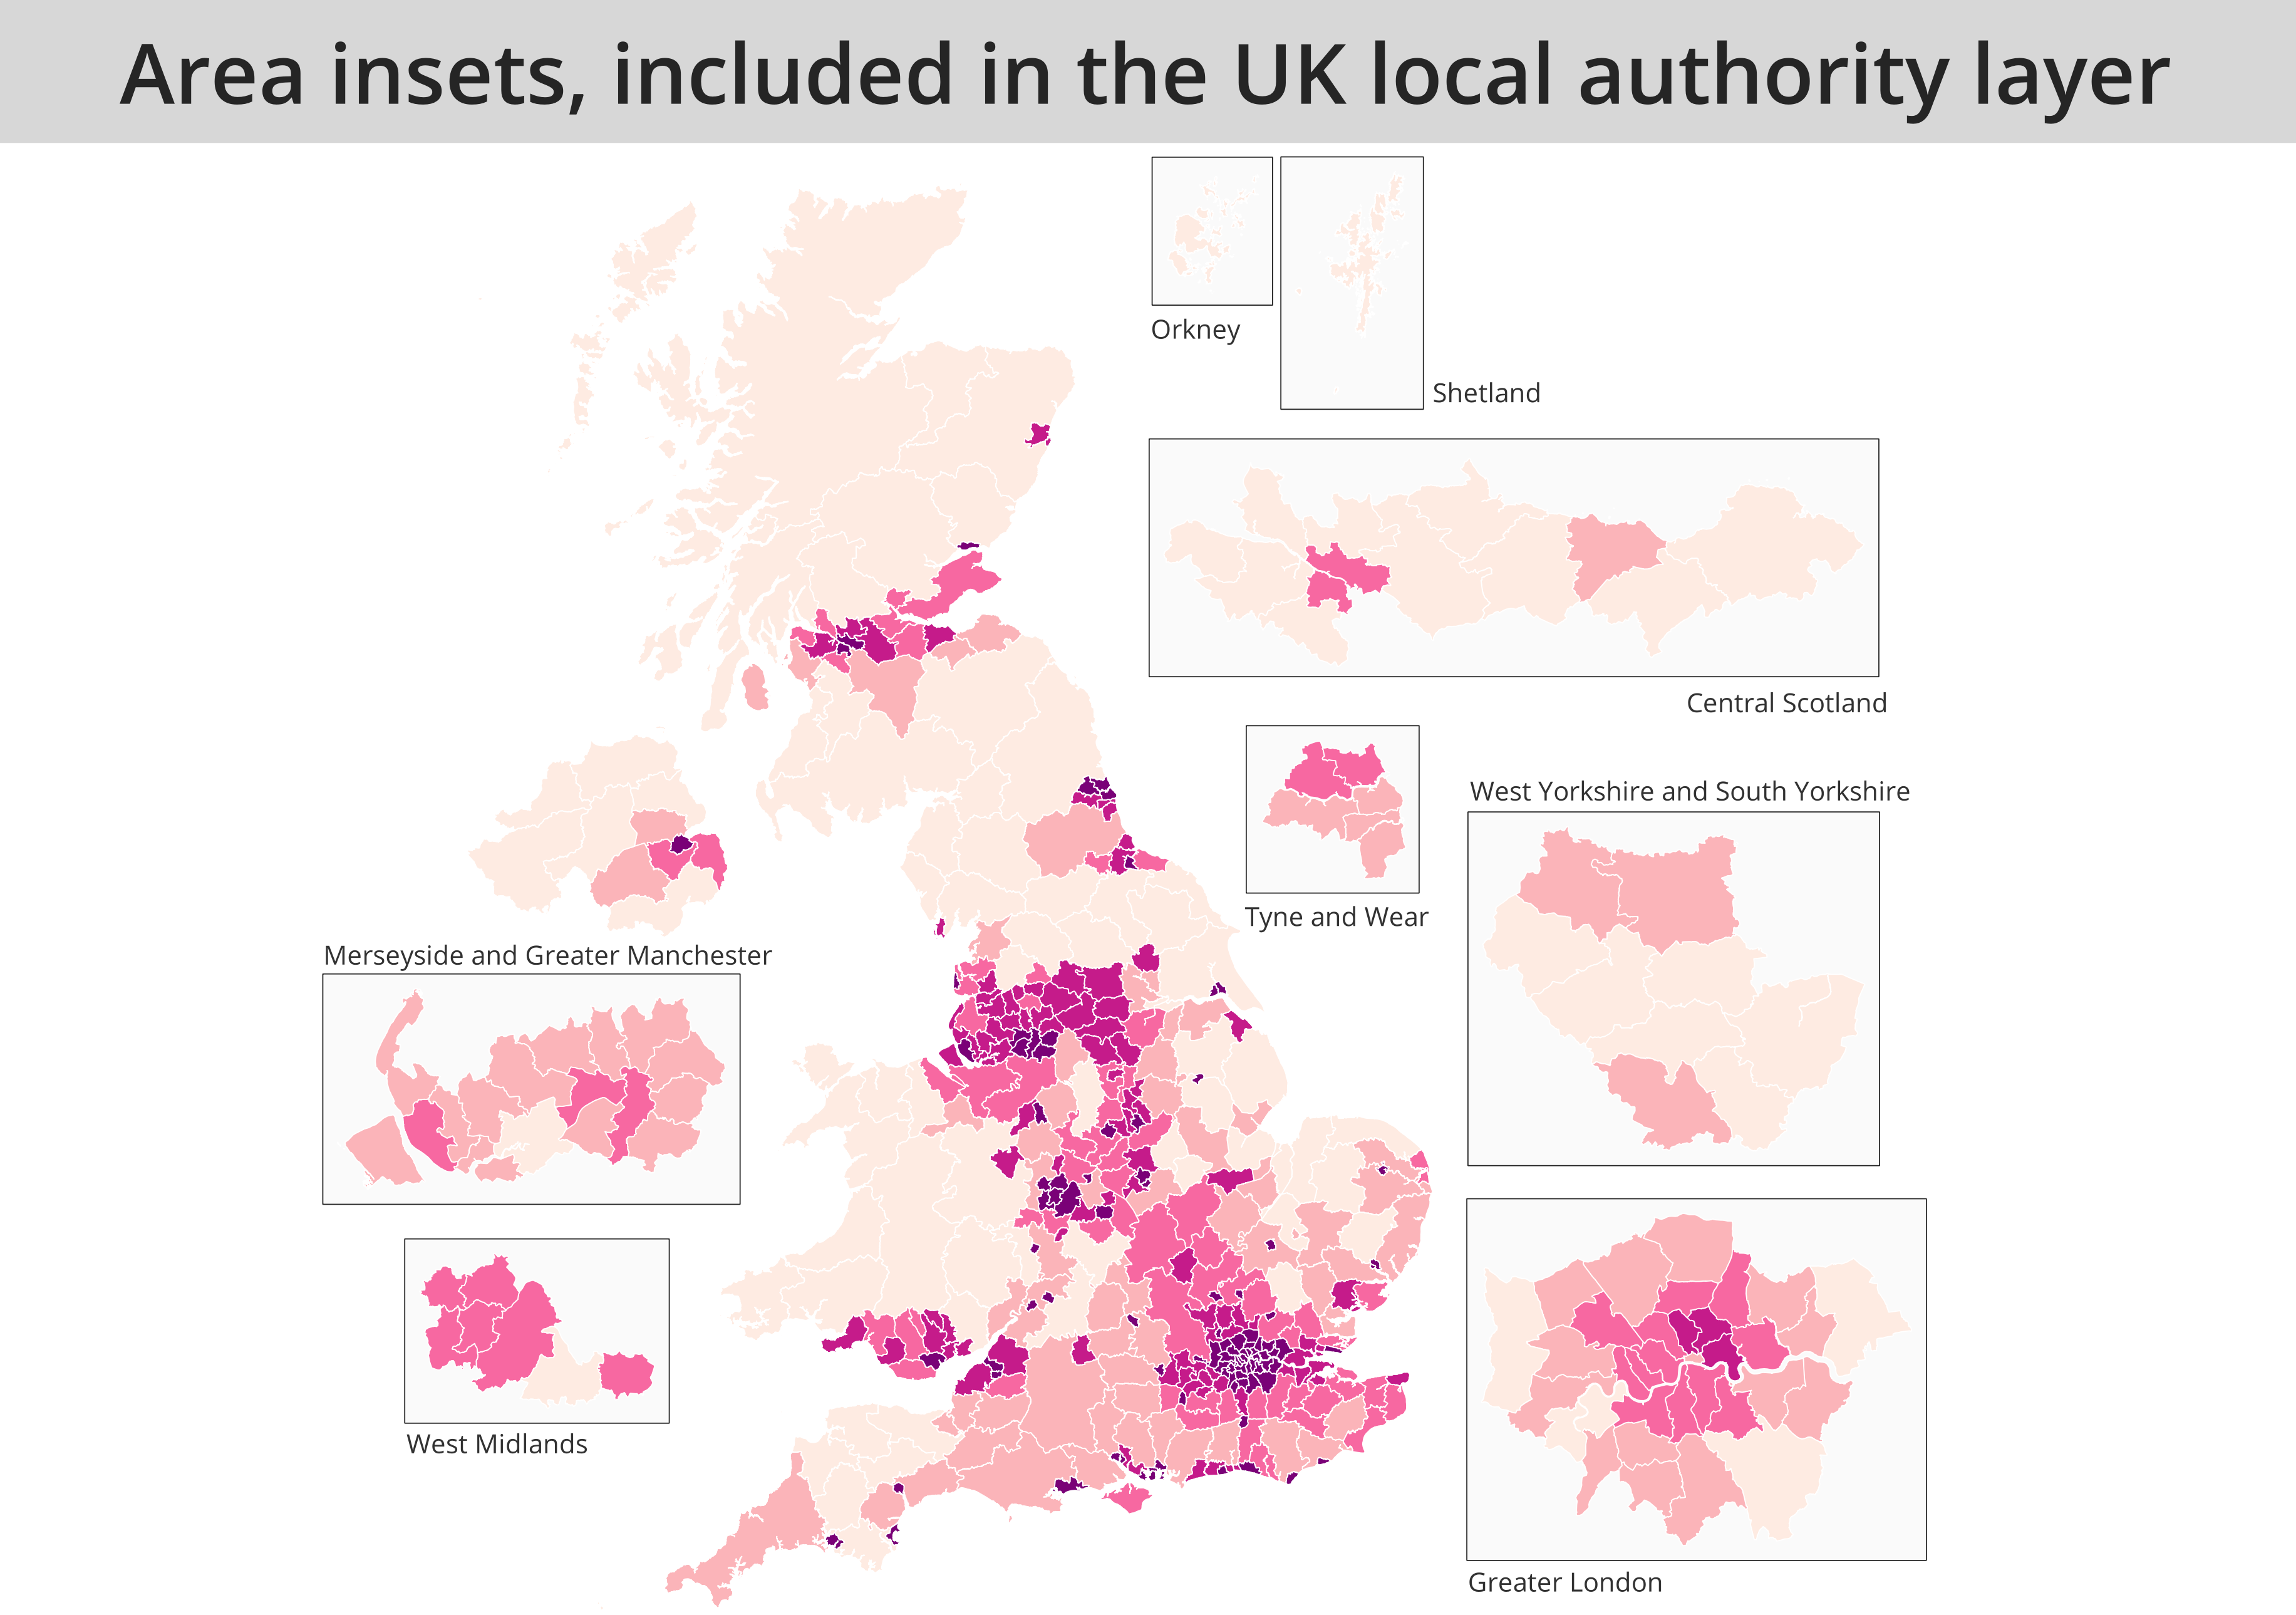 Area insets, included in the UK local authority layer
Orkney
Shetland
Central Scotland
West Yorkshire and South Yorkshire
Tyne and Wear
Merseyside and Greater Manchester
West Midlands
Greater London